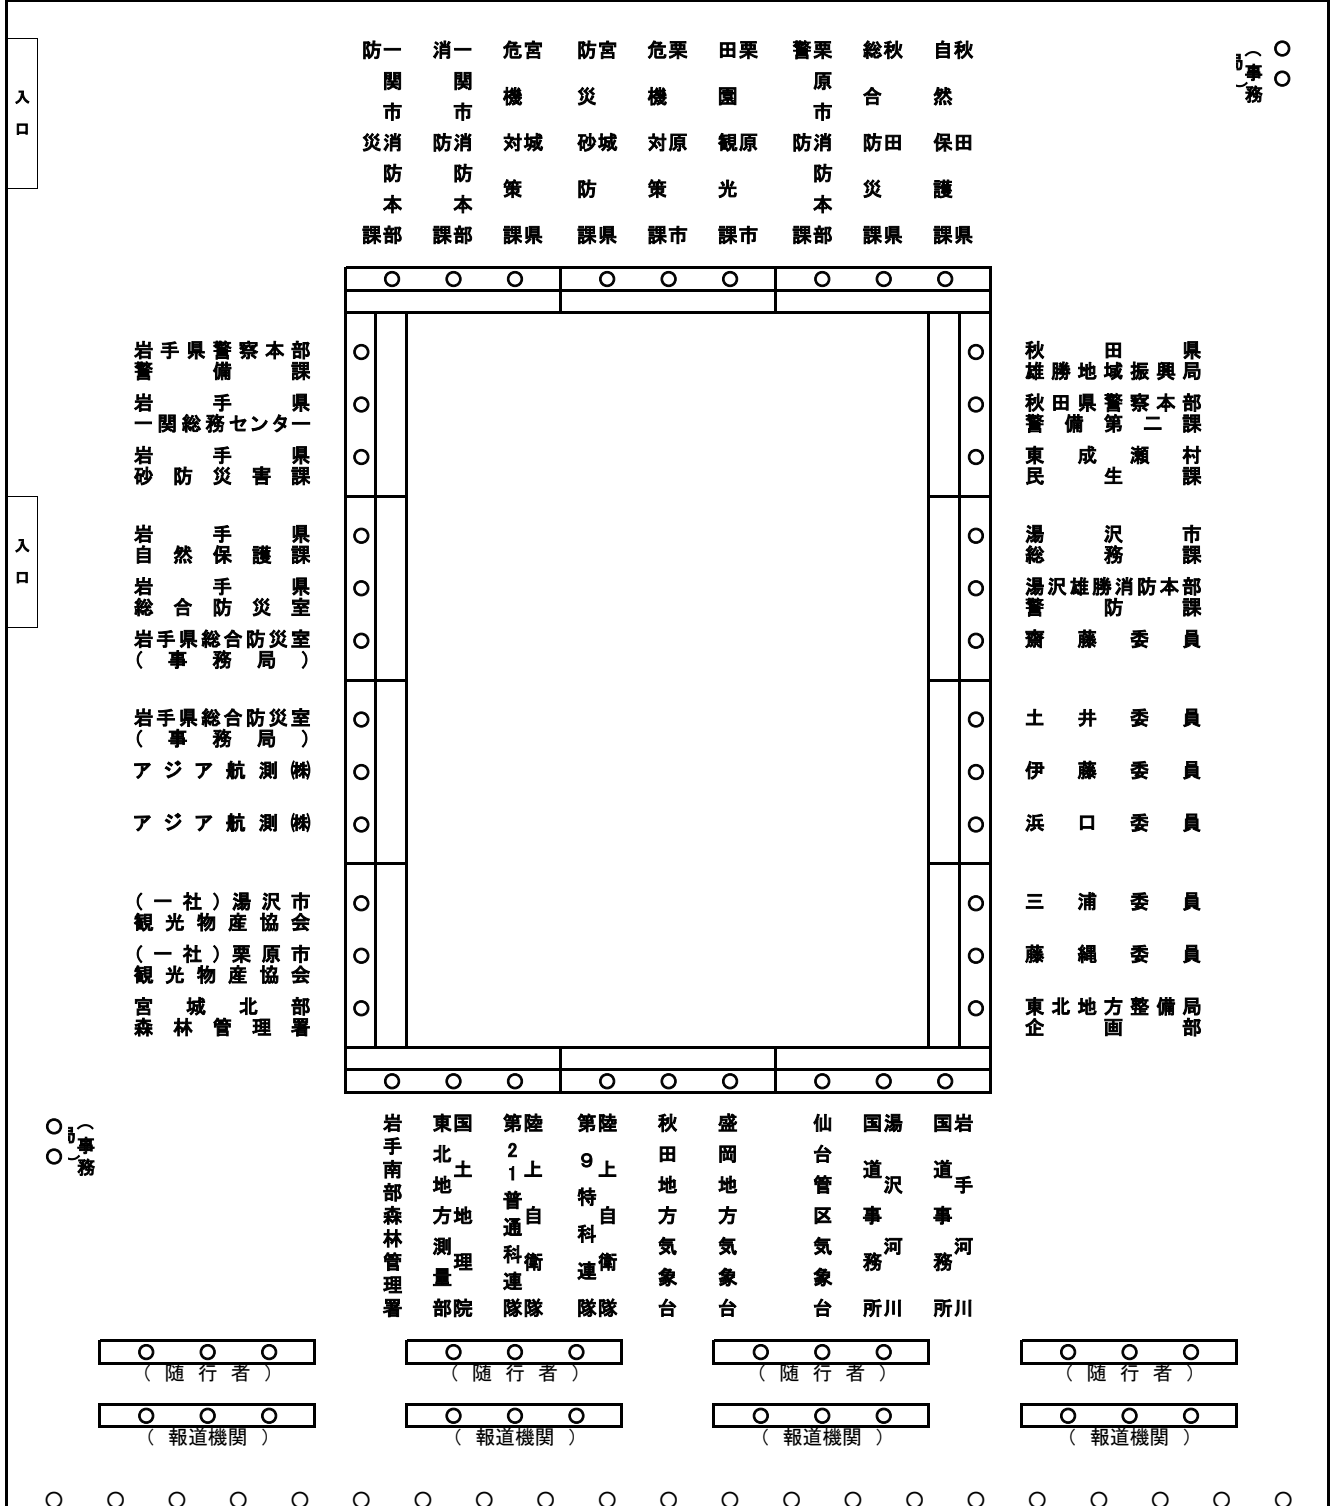 入口
一関市消防本部
防災課
一関市消防本部
消防課
宮城県
危機対策課
宮城県
防災砂防課
栗原市
危機対策課
栗原市
田園観光課
栗原市消防本部
警防課
秋田県
総合防災課
秋田県
自然保護課
(事務局)
岩手県警察本部
警備課
岩手県
一関総務センター
岩手県
砂防災害課
入口
岩手県
自然保護課
岩手県
総合防災室
岩手県総合防災室
(事務局)
岩手県総合防災室
(事務局)
アジア航測㈱
アジア航測㈱
(一社)湯沢市
観光物産協会
(一社)栗原市
観光物産協会
宮城北部
森林管理署
秋田県
雄勝地域振興局
秋田県警察本部
警備第二課
東成瀬村
民生課
湯沢市
総務課
湯沢雄勝消防本部
警防課
齋藤委員
土井委員
伊藤委員
浜口委員
三浦委員
藤縄委員
東北地方整備局
企画部
(事務局)
岩手南部森林管理署
国土地理院
東北地方測量部
陸上自衛隊
第21普通科連隊
陸上自衛隊
第9特科連隊
秋田地方気象台
盛岡地方気象台
仙台管区気象台
湯沢河川
国道事務所
岩手河川
国道事務所
(随行者)
(随行者)
(随行者)
(随行者)
(報道機関)
(報道機関)
(報道機関)
(報道機関)